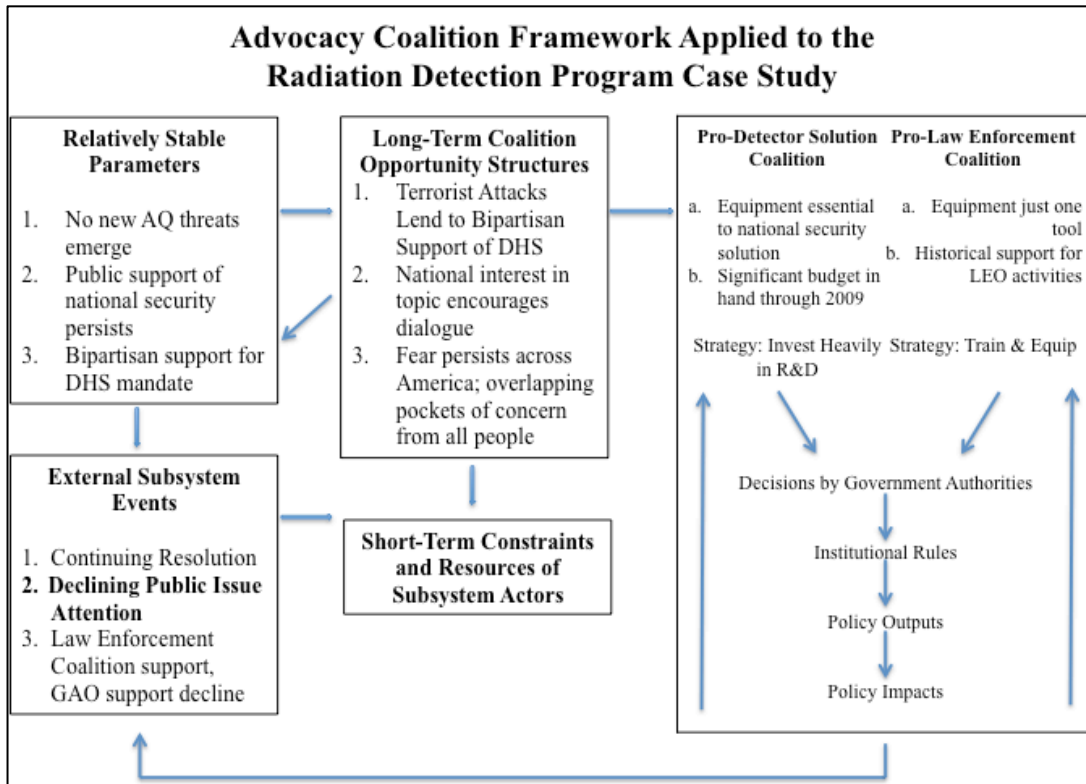 Advocacy Coalition Framework Applied to the
Radiation Detection Program Case Study
Relatively Stable
Parameters
1. No new AQ threats
emerge
2. Public support of
national security
persists
3. Bipartisan support for
DHS mandate
Long-Term Coalition
Opportunity Structures
1. Terrorist Attacks
Lend to Bipartisan
Support of DHS
2. National interest in
topic encourages
dialogue
3. Fear persists across
America; overlapping
pockets of concern
from all people
Pro-Detector Solution
Coalition
a. Equipment essential
to national security
solution
b. Significant budget in
hand through 2009
Strategy: Invest Heavily
in R&D
Pro-Law Enforcement
Coalition
a. Equipment just one
tool
b. Historical support for
LEO activities
Strategy: Train & Equip
External Subsystem
Events
1. Continuing Resolution
2. Declining Public Issue
Attention
3. Law Enforcement
Coalition support,
GAO support decline
Short-Term Constraints
and Resources of
Subsystem Actors
Decisions by Government Authorities
Institutional Rules
Policy Outputs
Policy Impacts